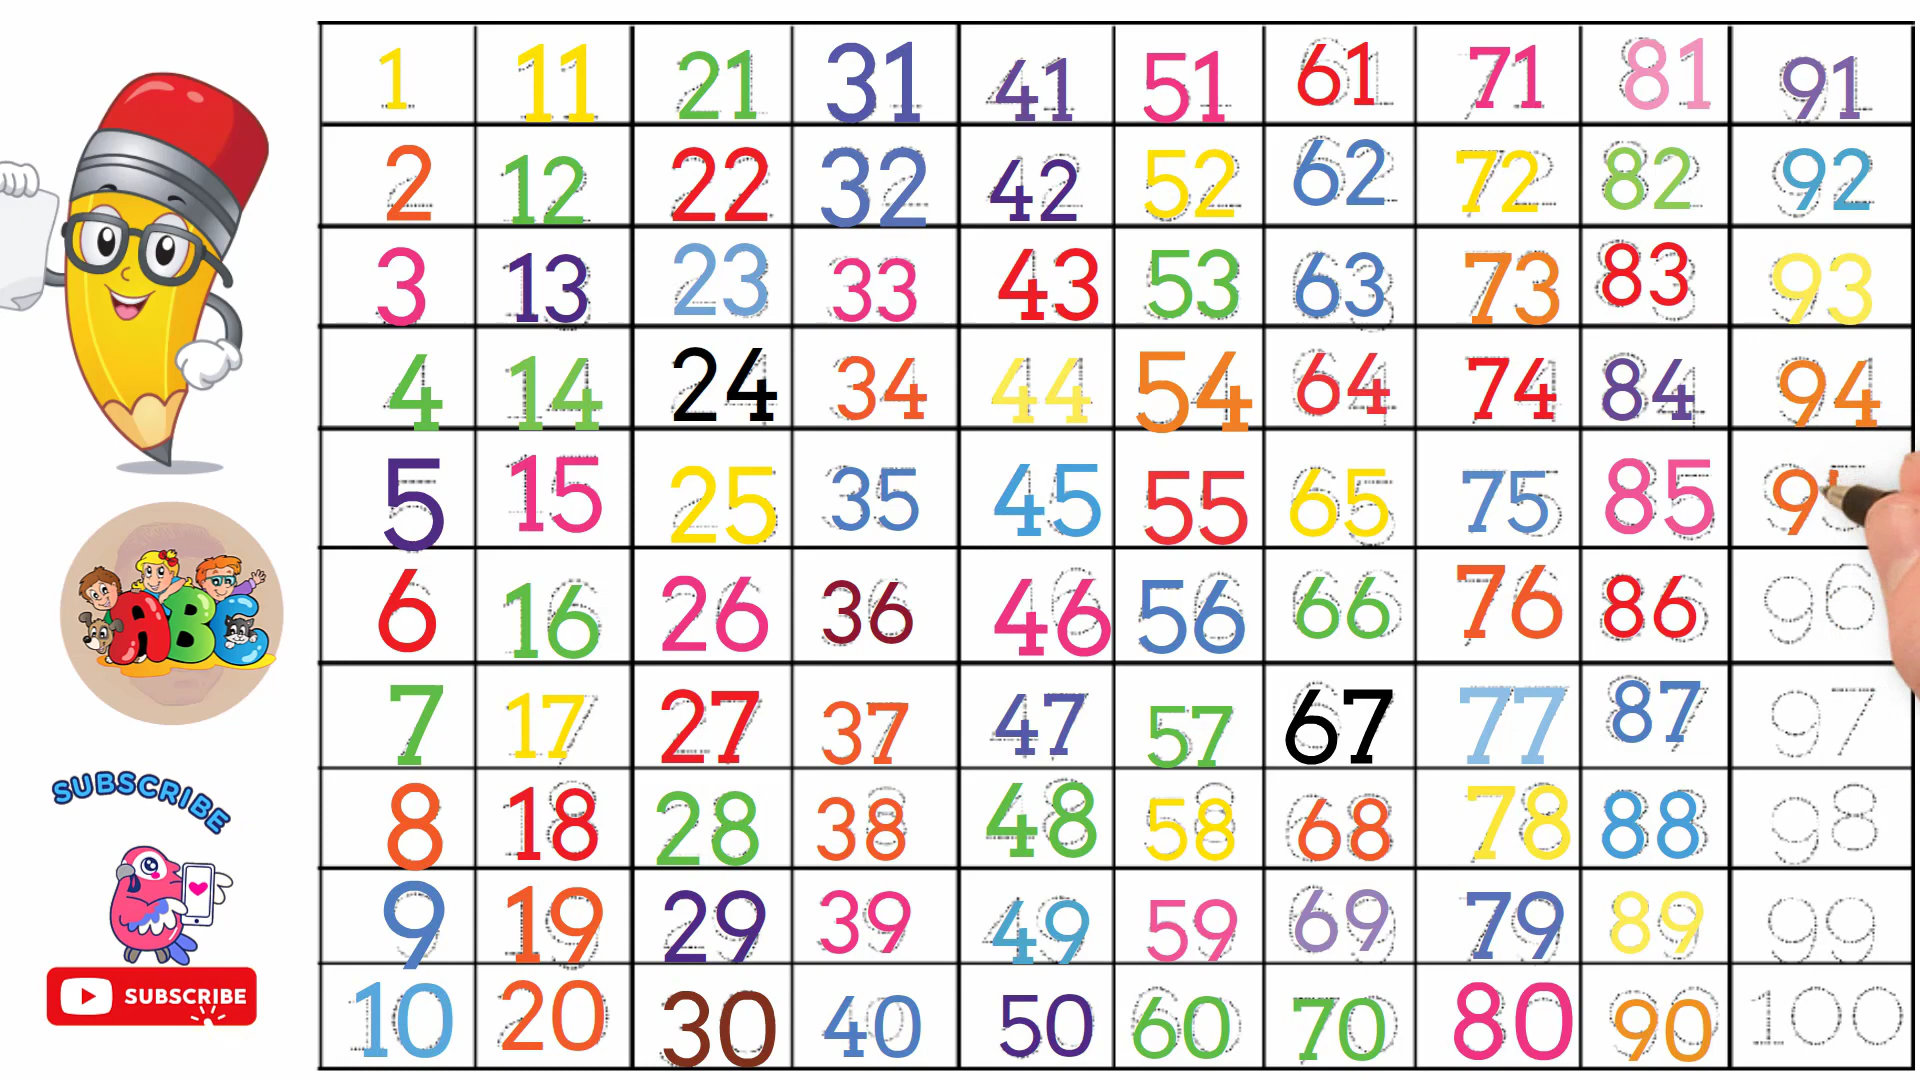 1 11 21 31 41 51 61 71 81 91
2 12 22 32 42 52 62 72 82 92
3 13 23 33 43 53 63 73 83 93
4 14 24 34 44 54 64 74 84 94
5 15 25 35 45 55 65 75 85 95
ABC
6 16 26 36 46 56 66 76 86 96
7 17 27 37 47 57 67 77 87 97
SUBSCRIBE
8 18 28 38 48 58 68 78 88 98
9 19 29 39 49 59 69 79 89 99
SUBSCRIBE
10 20 30 40 50 60 70 80 90 100